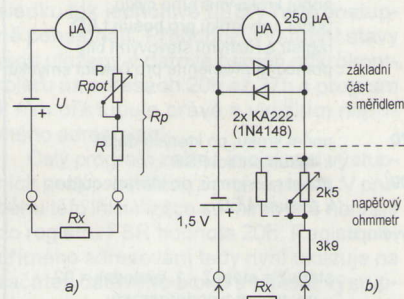 µA
P
Rpot
U
+
Rp
R
Rx
a)
250 µA
µA
základní
část
s měřidlem
2x KA222
(1N4148)
1,5 V
+
2k5
napěťový
ohmmetr
3k9
Rx
b)